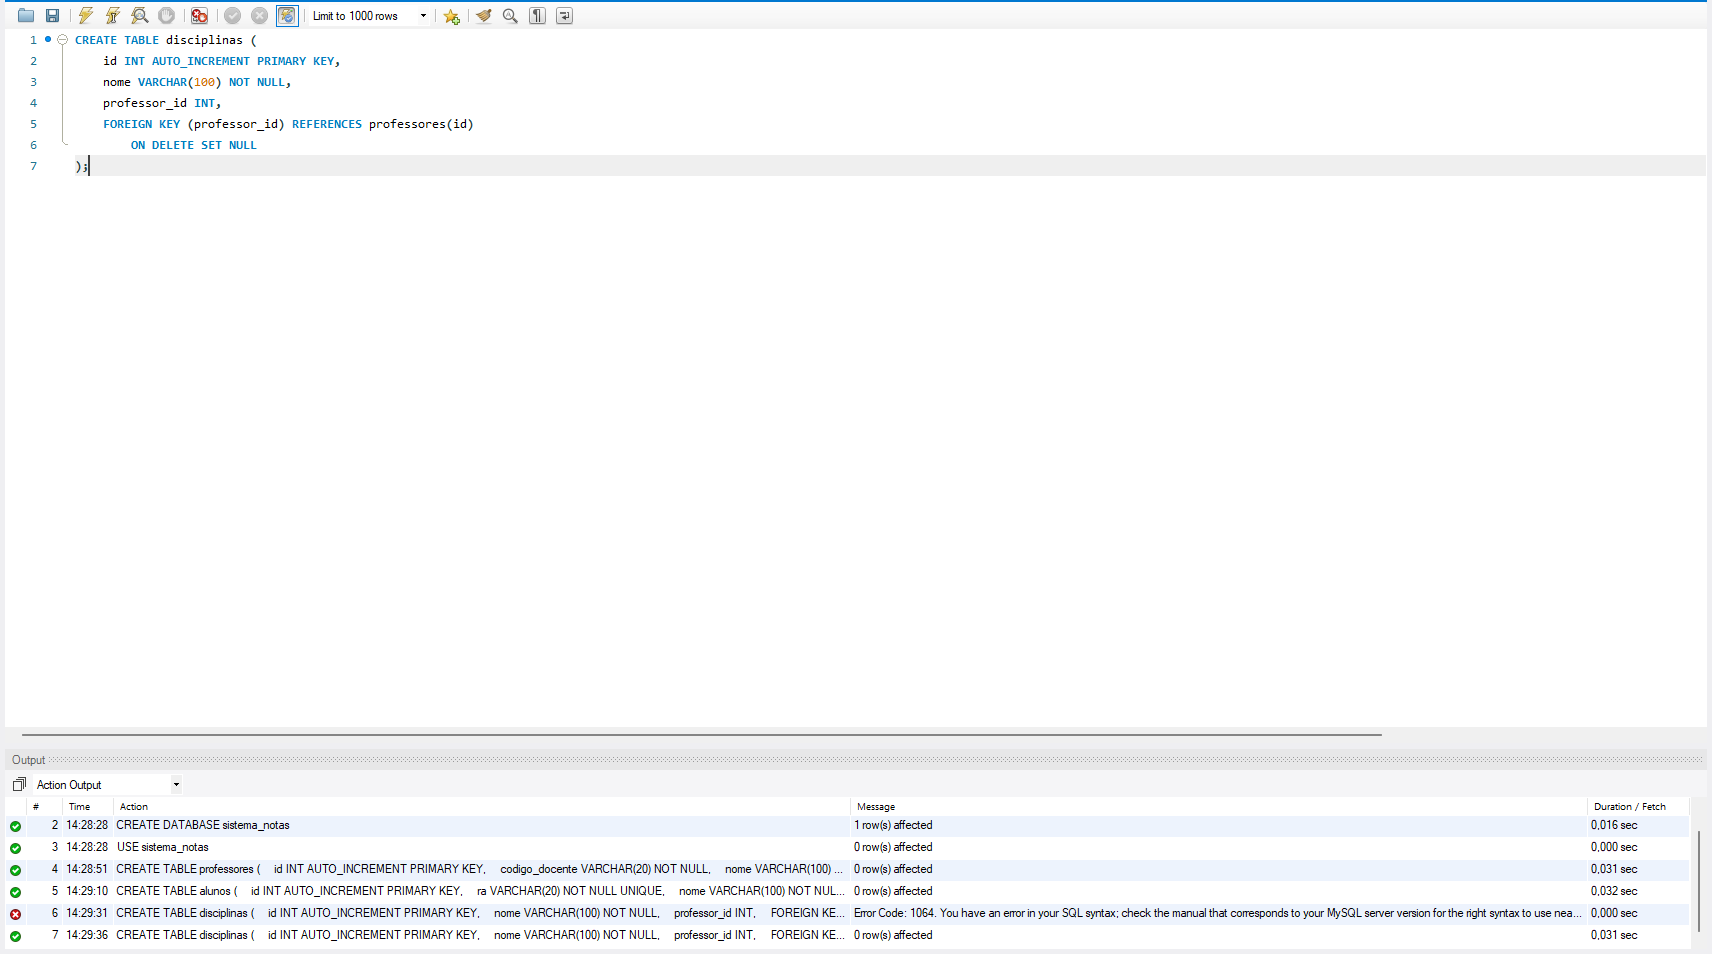 Limit to 1000 rows
1 CREATE TABLE disciplinas (
2 id INT AUTO_INCREMENT PRIMARY KEY,
3 nome VARCHAR(100) NOT NULL,
4 professor_id INT,
5 FOREIGN KEY (professor_id) REFERENCES professores(id)
6 ON DELETE SET NULL
7 );
Output
Action Output
# Time Action Message Duration / Fetch
2 14:28:28 CREATE DATABASE sistema_notas 1 row(s) affected 0,016 sec
3 14:28:28 USE sistema_notas 0 row(s) affected 0,000 sec
4 14:28:51 CREATE TABLE professores ( id INT AUTO_INCREMENT PRIMARY KEY, codigo_docente VARCHAR(20) NOT NULL, nome VARCHAR(100) ... 0 row(s) affected 0,031 sec
5 14:29:10 CREATE TABLE alunos ( id INT AUTO_INCREMENT PRIMARY KEY, ra VARCHAR(20) NOT NULL UNIQUE, nome VARCHAR(100) NOT NUL... 0 row(s) affected 0,032 sec
6 14:29:31 CREATE TABLE disciplinas ( id INT AUTO_INCREMENT PRIMARY KEY, nome VARCHAR(100) NOT NULL, professor_id INT, FOREIGN KE... Error Code: 1064. You have an error in your SQL syntax; check the manual that corresponds to your MySQL server version for the right syntax to use nea... 0,000 sec
7 14:29:36 CREATE TABLE disciplinas ( id INT AUTO_INCREMENT PRIMARY KEY, nome VARCHAR(100) NOT NULL, professor_id INT, FOREIGN KE... 0 row(s) affected 0,031 sec